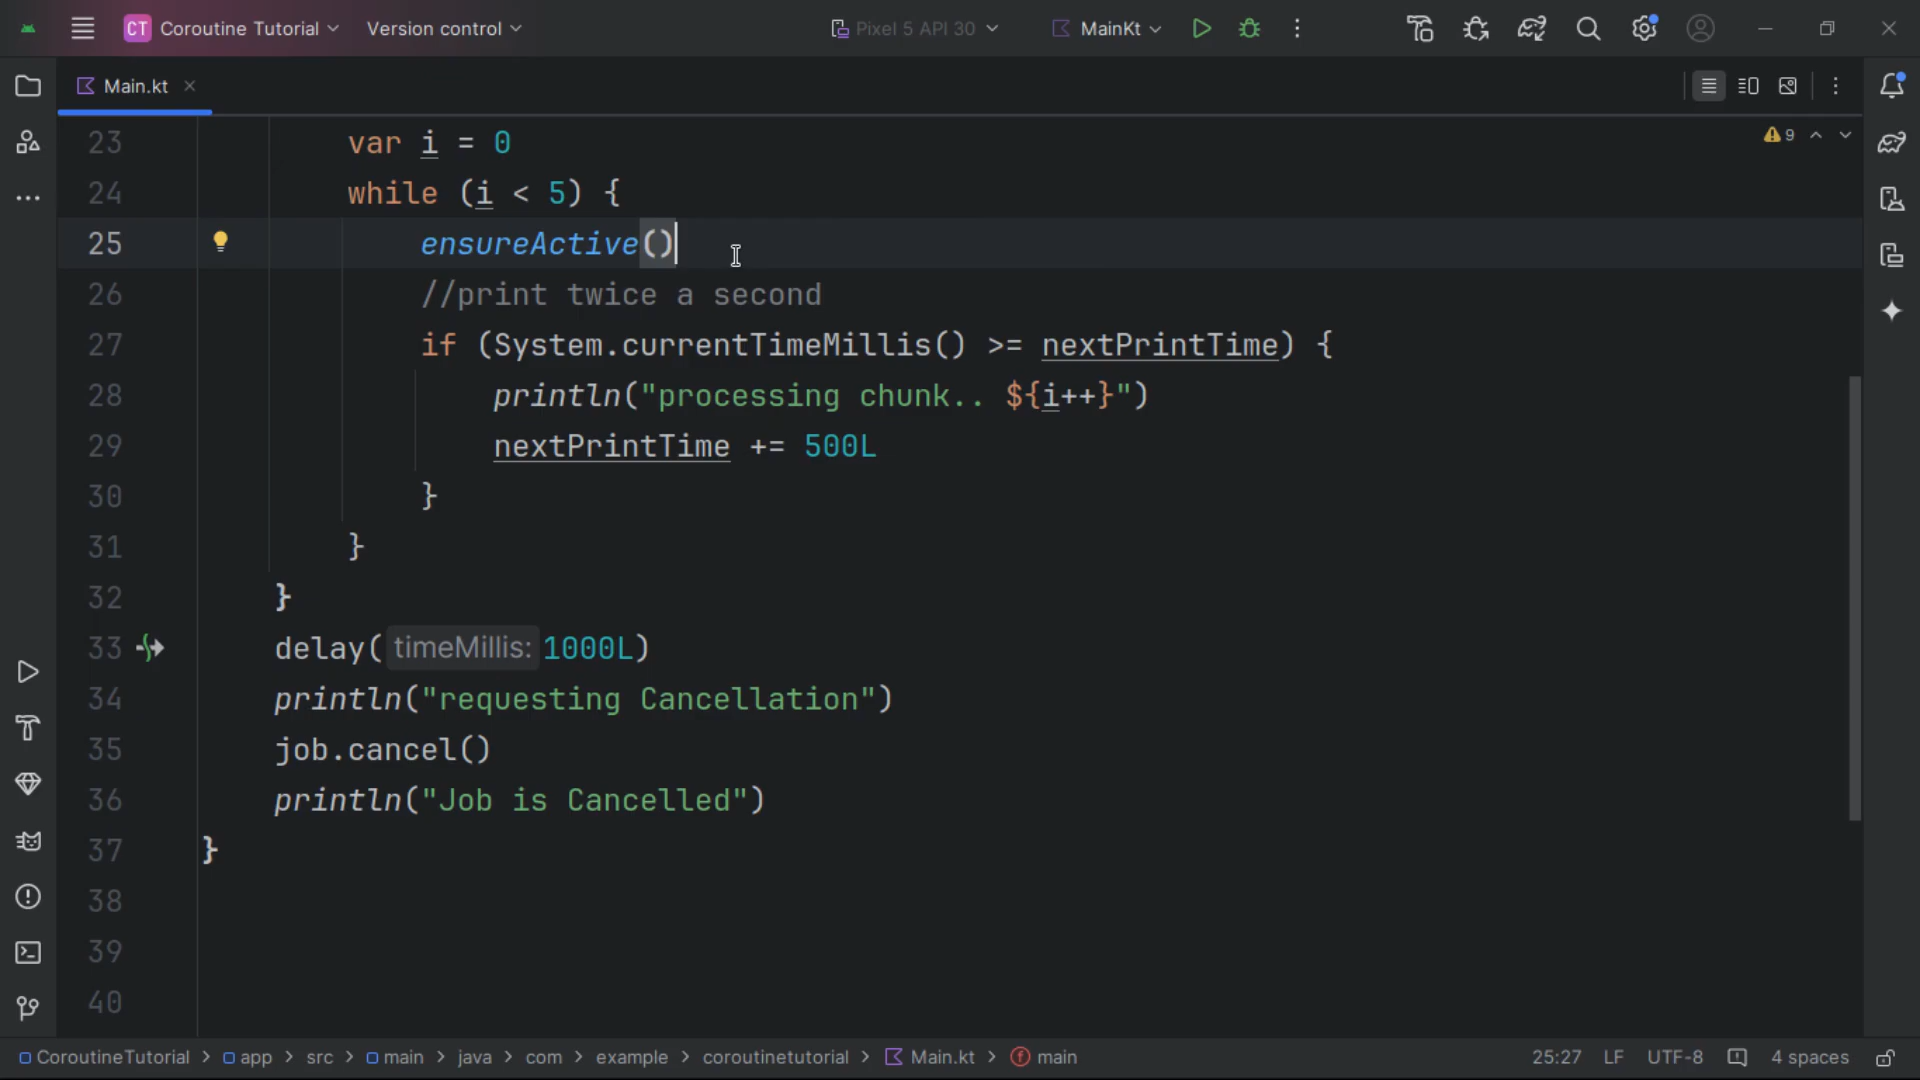 CT Coroutine Tutorial Version control Pixel 5 API 30 MainKt
Main.kt
9
23 var i = 0
24 while (i < 5) {
25 ensureActive()
26 //print twice a second
27 if (System.currentTimeMillis() >= nextPrintTime) {
28 println("processing chunk.. ${i++}")
29 nextPrintTime += 500L
30 }
31 }
32 }
33 delay( timeMillis: 1000L)
34 println("requesting Cancellation")
35 job.cancel()
36 println("Job is Cancelled")
37 }
38
39
40
CoroutineTutorial > app > src > main > java > com > example > coroutinetutorial > Main.kt > f main 25:27 LF UTF-8 4 spaces